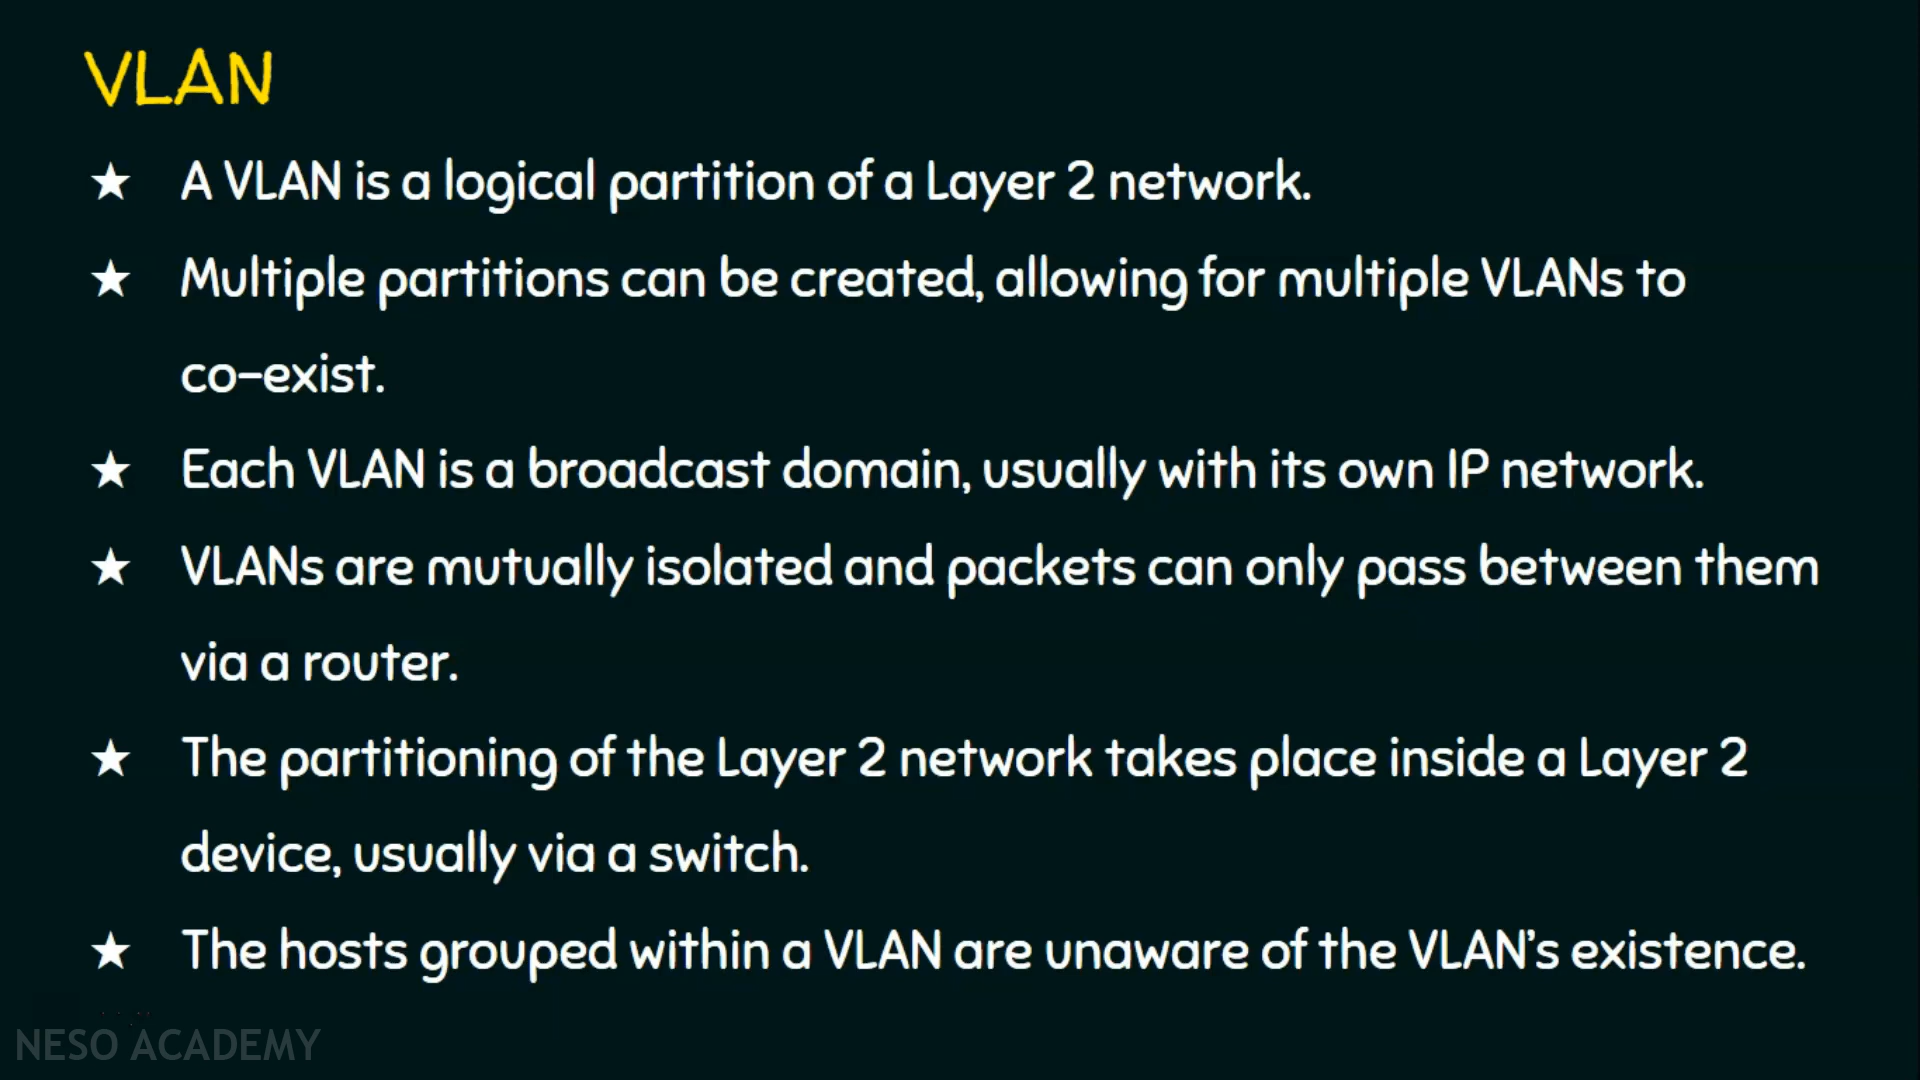 VLAN
★ A VLAN is a logical partition of a Layer 2 network.
★ Multiple partitions can be created, allowing for multiple VLANs to
co-exist.
★ Each VLAN is a broadcast domain, usually with its own IP network.
★ VLANs are mutually isolated and packets can only pass between them
via a router.
★ The partitioning of the Layer 2 network takes place inside a Layer 2
device, usually via a switch.
★ The hosts grouped within a VLAN are unaware of the VLAN’s existence.
NESO ACADEMY